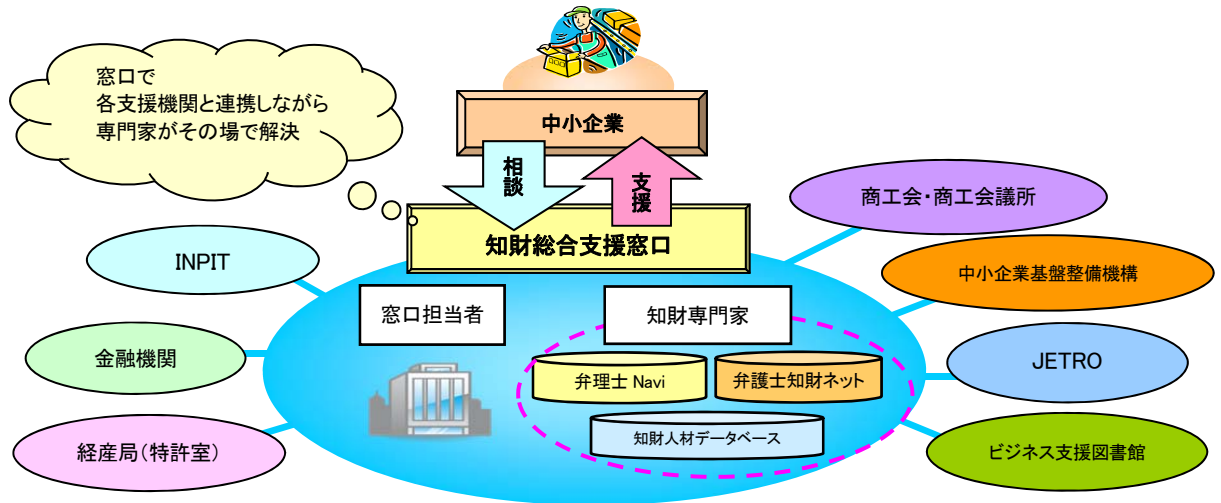 窓口で
各支援機関と連携しながら
専門家がその場で解決
中小企業
相談
支援
知財総合支援窓口
商工会・商工会議所
INPIT
中小企業基盤整備機構
窓口担当者
知財専門家
金融機関
弁理士 Navi
弁護士知財ネット
JETRO
知財人材データベース
経産局（特許室）
ビジネス支援図書館